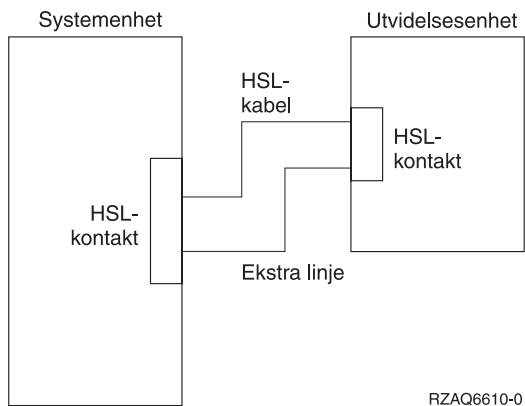 Systemenhet
Utvidelsesenhet
HSL-
kabel
HSL-
kontakt
HSL-
kontakt
Ekstra linje
RZAQ6610-0